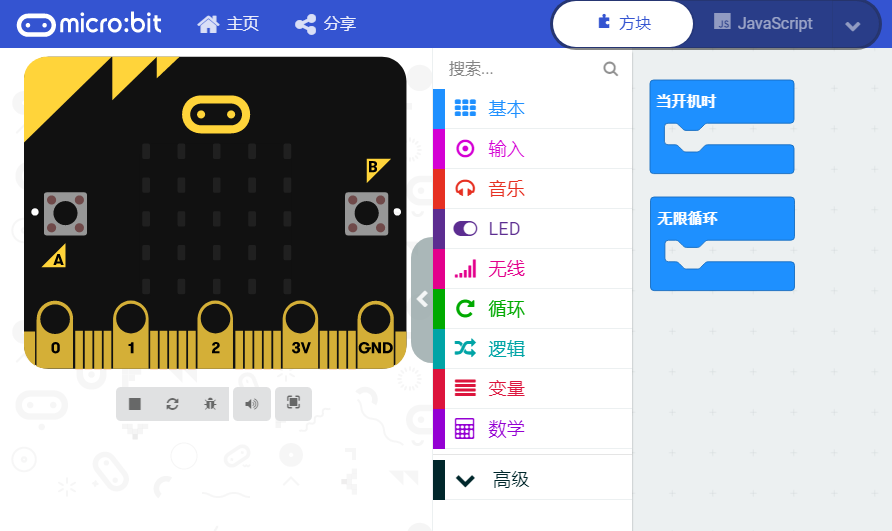 micro:bit 主页 分享 方块 JavaScript
搜索...
基本
输入
音乐
LED
无线
循环
逻辑
变量
数学
高级
当开机时
无限循环
B
A
0 1 2 3V GND